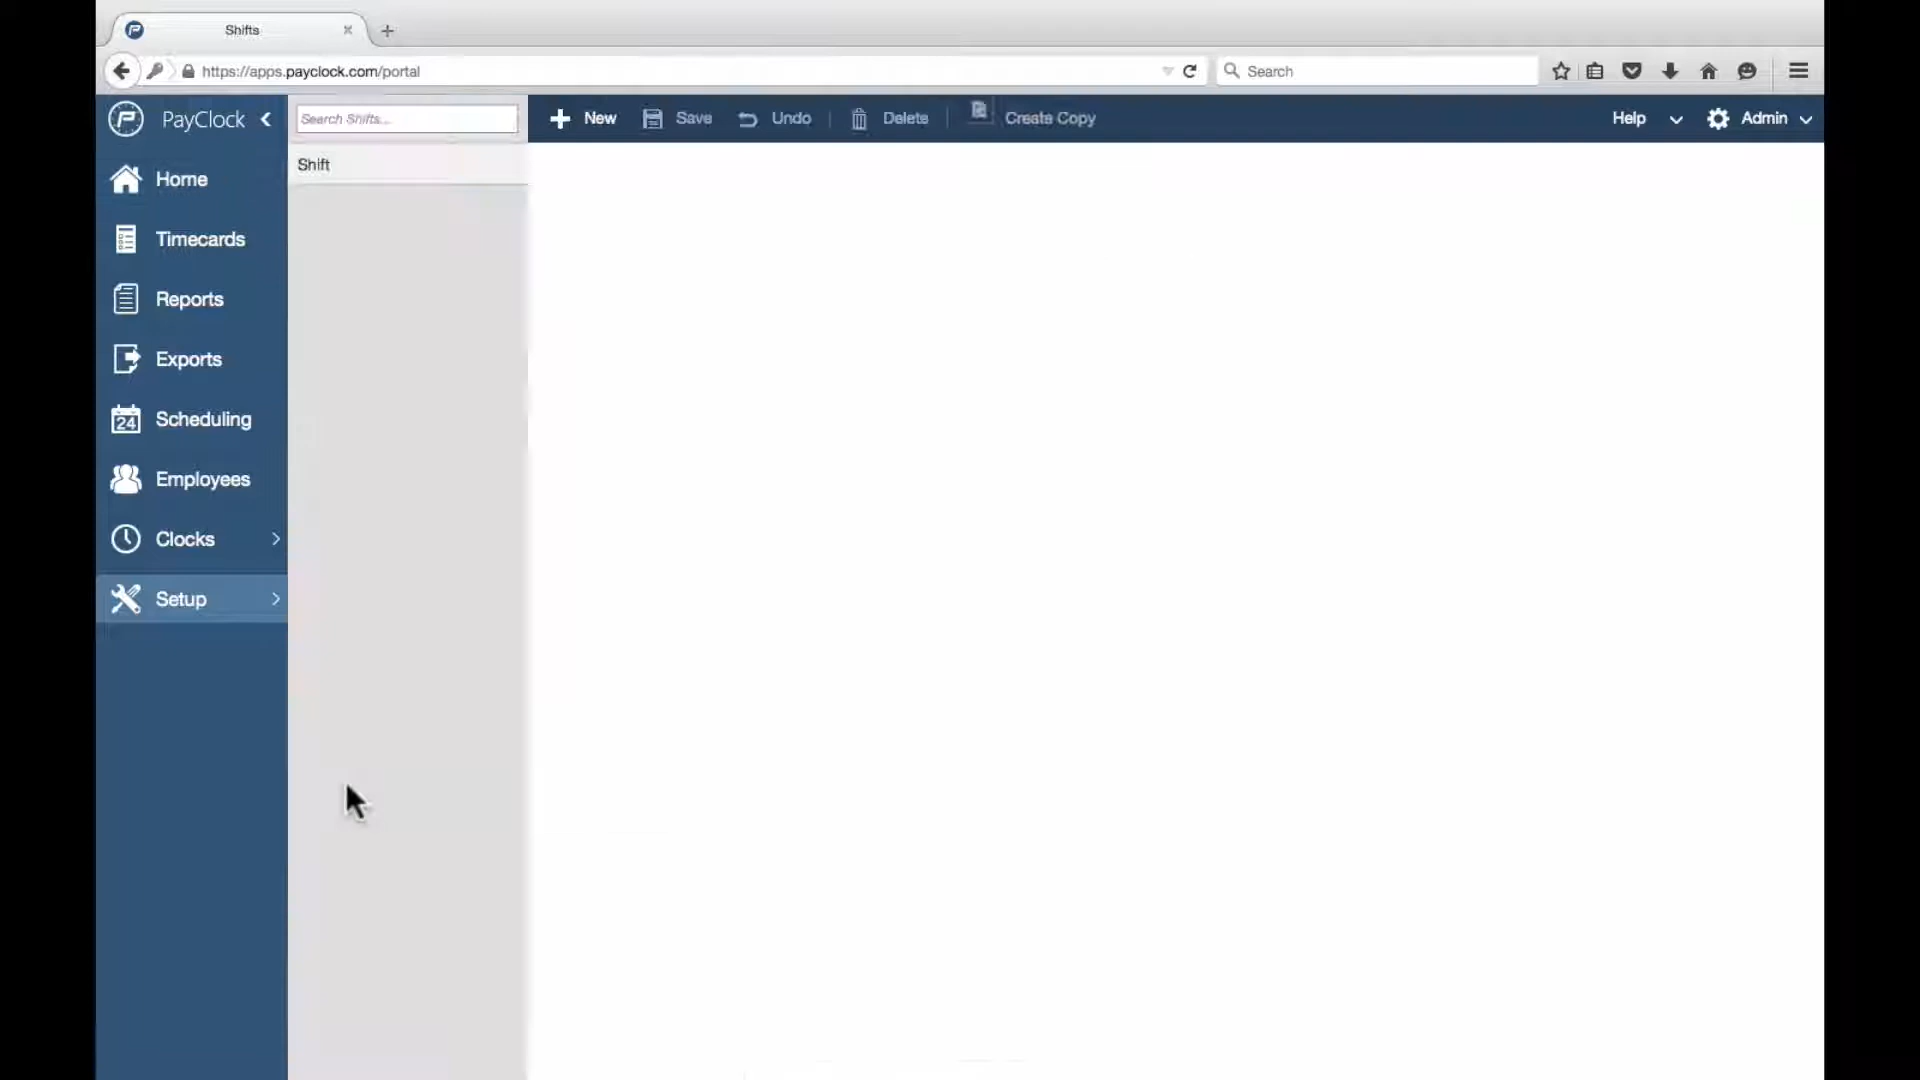 Shifts
https://apps.payclock.com/portal
Search
PayClock
Search Shifts...
New
Save
Undo
Delete
Create Copy
Help
Admin
Shift
Home
Timecards
Reports
Exports
24
Scheduling
Employees
Clocks
Setup